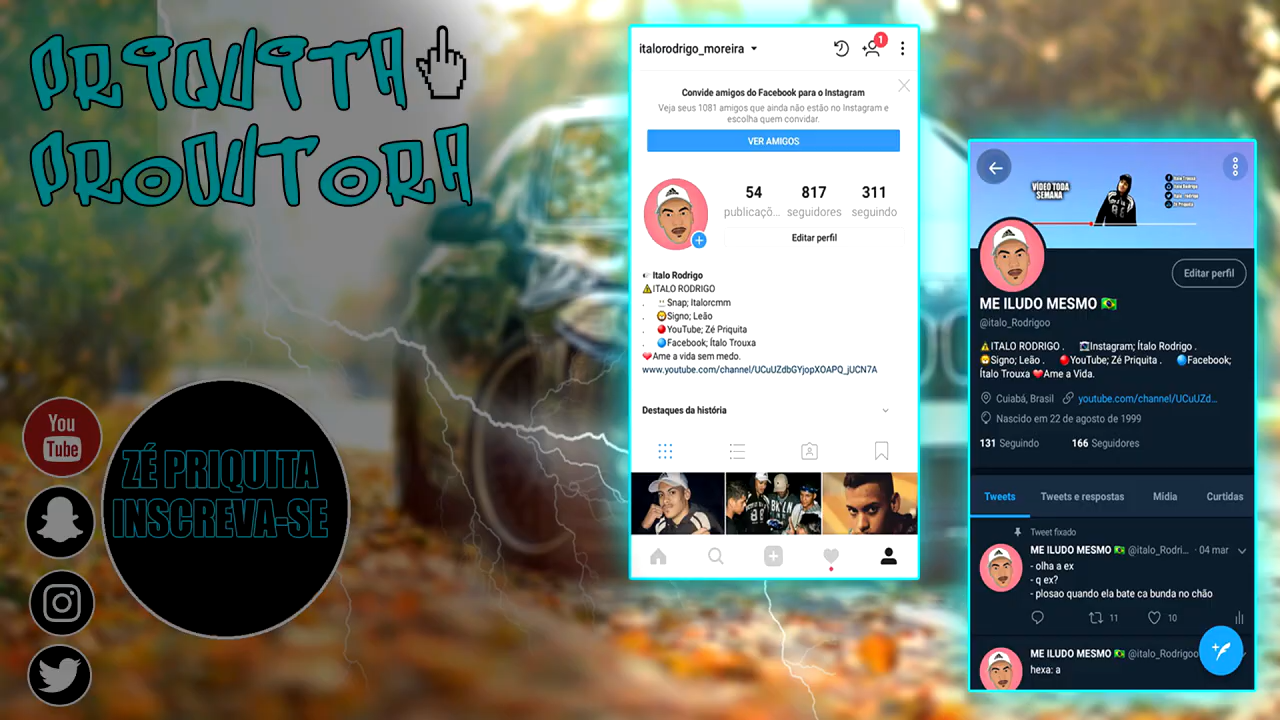 PRIQUITA
PRODUTORA
You
Tube
ZÉ PRIQUITA
INSCREVA-SE
italorodrigo_moreira
1
Convide amigos do Facebook para o Instagram
Veja seus 1081 amigos que ainda não estão no Instagram e
escolha quem convidar.
VER AMIGOS
54 817 311
publicaçõ... seguidores seguindo
Editar perfil
Italo Rodrigo
⚠ITALO RODRIGO
. Snap; Italorcmm
. 🦁Signo; Leão
. 🔴YouTube; Zé Priquita
. 🔵Facebook; Ítalo Trouxa
❤Ame a vida sem medo.
www.youtube.com/channel/UCuUZdbGYjopXOAPQ_jUCN7A
Destaques da história
VÍDEO TODA
SEMANA
Ítalo Trouxa
Ítalo Rodrigo
Zé Priquita
Editar perfil
ME ILUDO MESMO 🇧🇷
@italo_Rodrigoo
⚠ITALO RODRIGO . Instagram; Ítalo Rodrigo .
🦁Signo; Leão . 🔴YouTube; Zé Priquita . 🔵Facebook;
Ítalo Trouxa ❤Ame a Vida.
Cuiabá, Brasil youtube.com/channel/UCuUZd...
Nascido em 22 de agosto de 1999
131 Seguindo 166 Seguidores
Tweets Tweets e respostas Mídia Curtidas
Tweet fixado
ME ILUDO MESMO 🇧🇷 @italo_Rodri... · 04 mar
- olha a ex
- q ex?
- plosao quando ela bate ca bunda no chão
11 10
ME ILUDO MESMO 🇧🇷 @italo_Rodrigoo
hexa: a